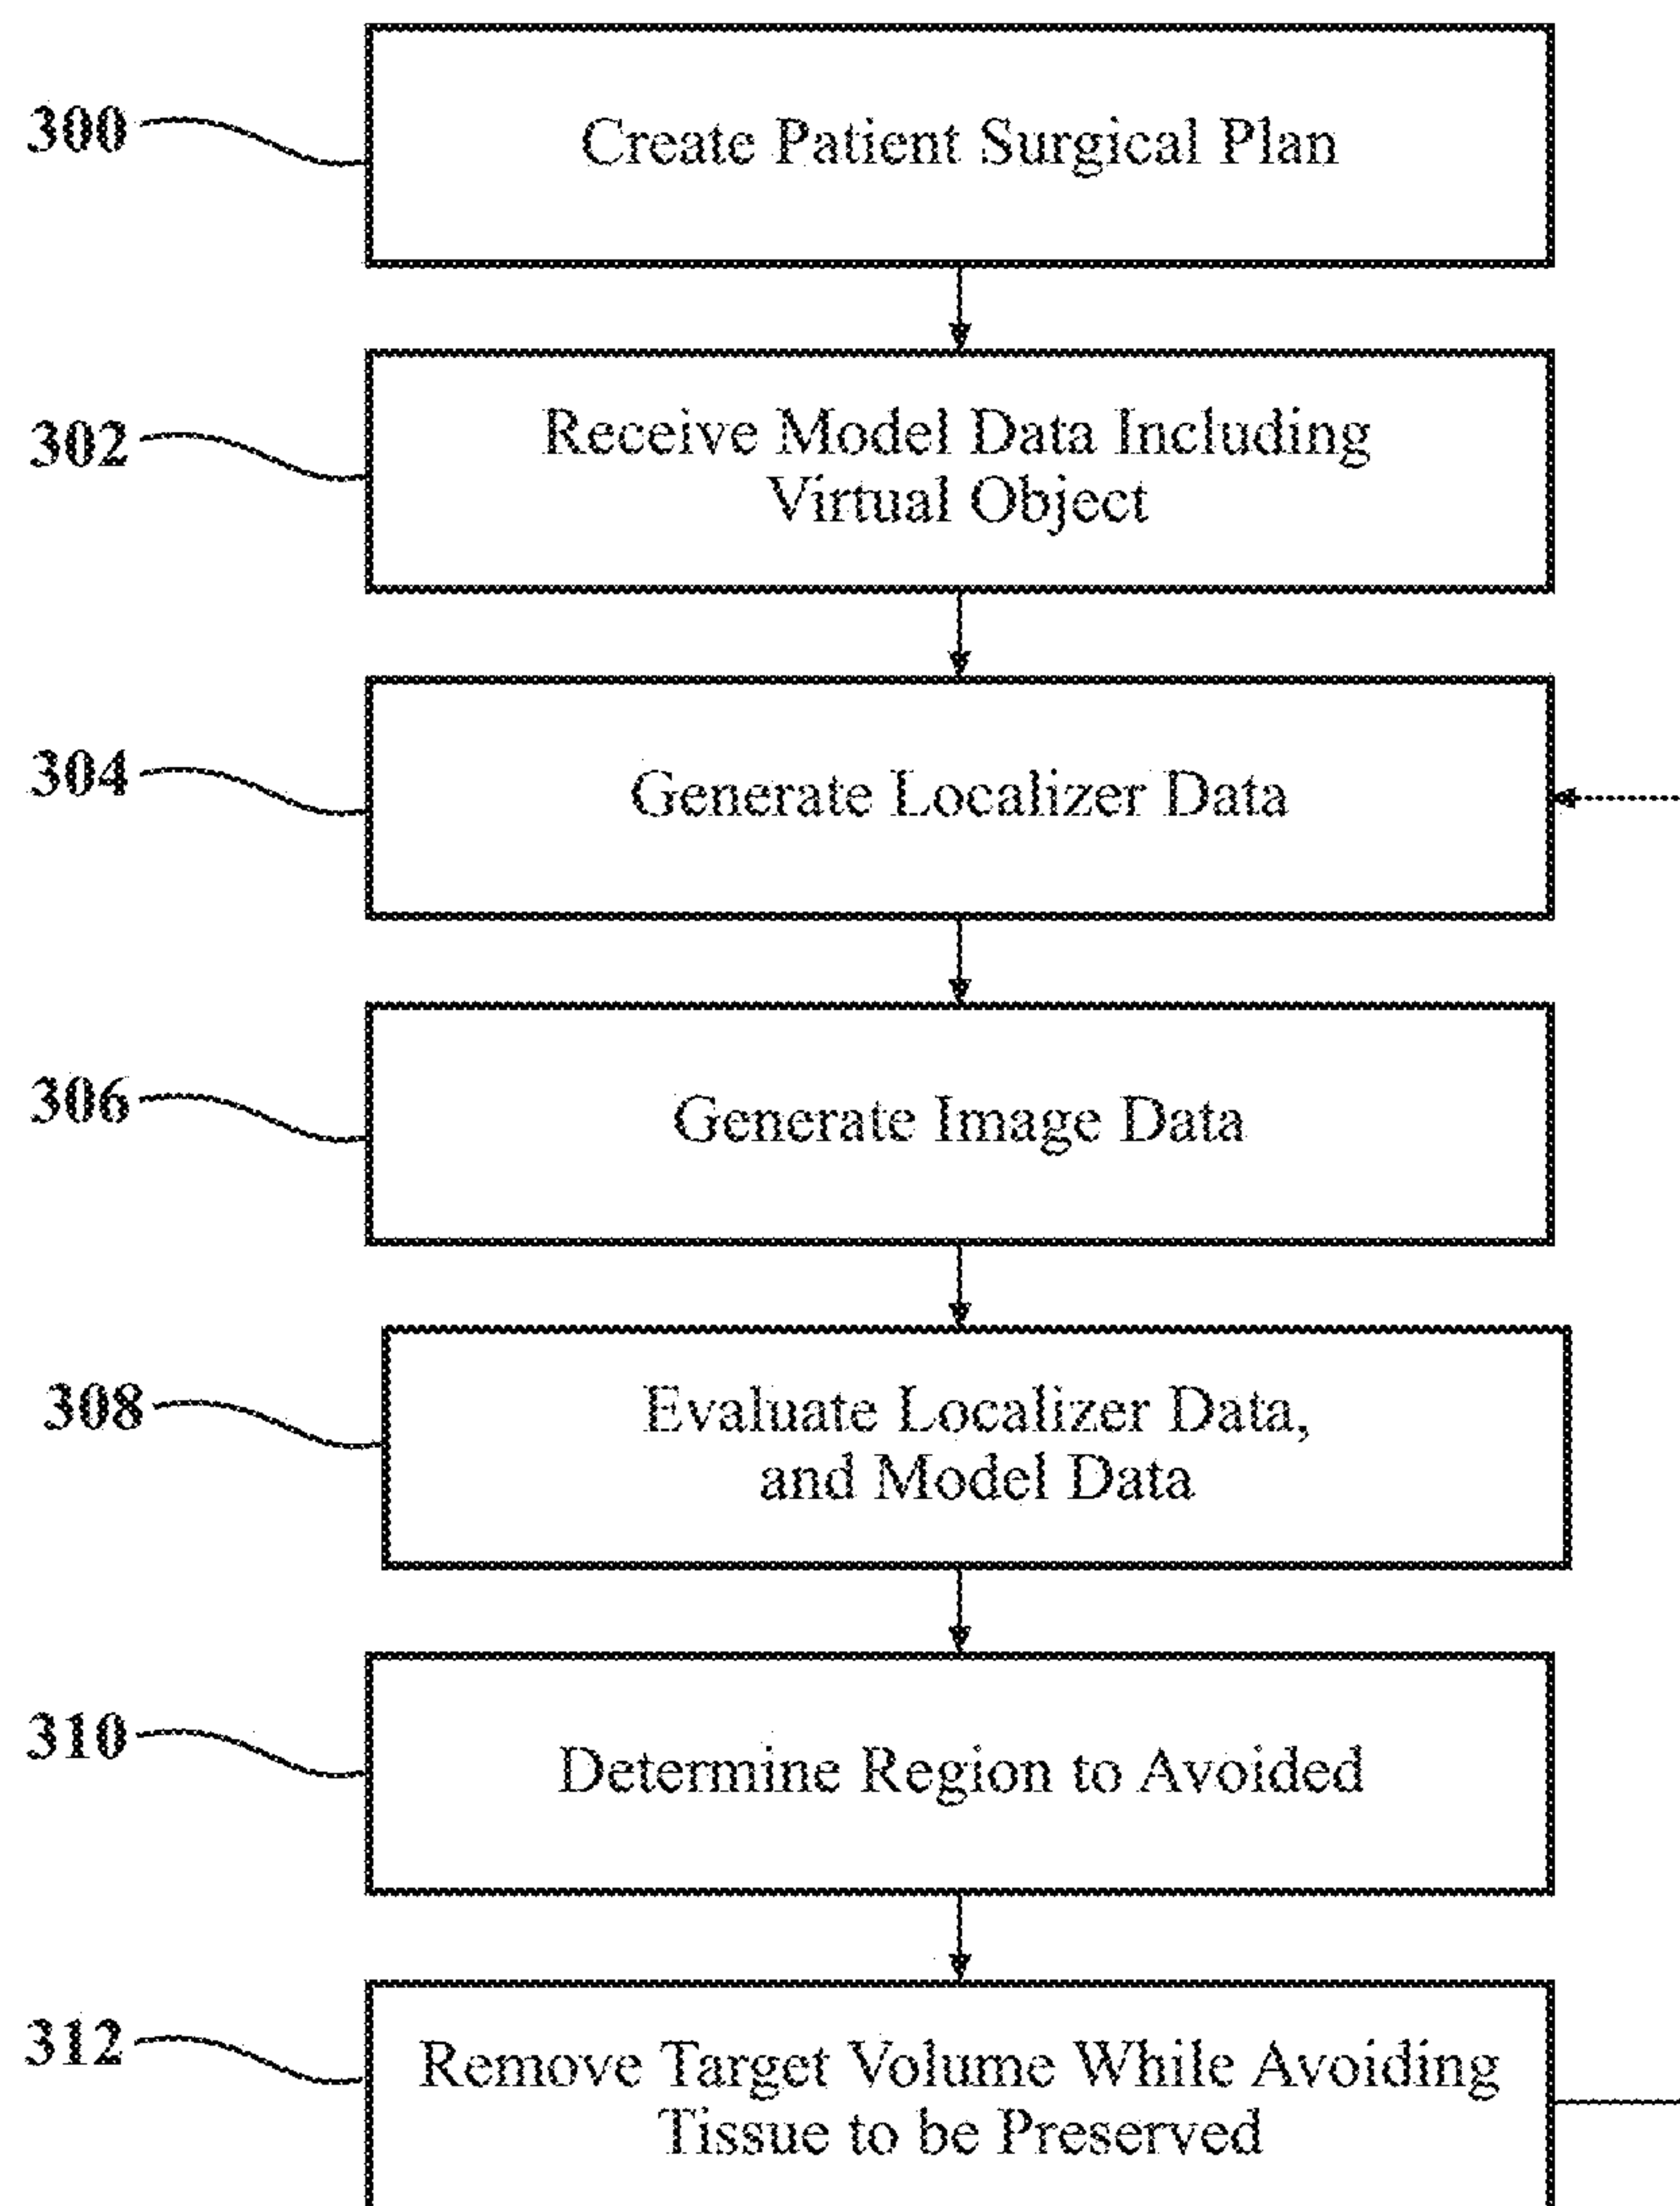 300
Create Patient Surgical Plan
302
Receive Model Data Including
Virtual Object
304
Generate Localizer Data
306
Generate Image Data
308
Evaluate Localizer Data,
and Model Data
310
Determine Region to Avoided
312
Remove Target Volume While Avoiding
Tissue to be Preserved